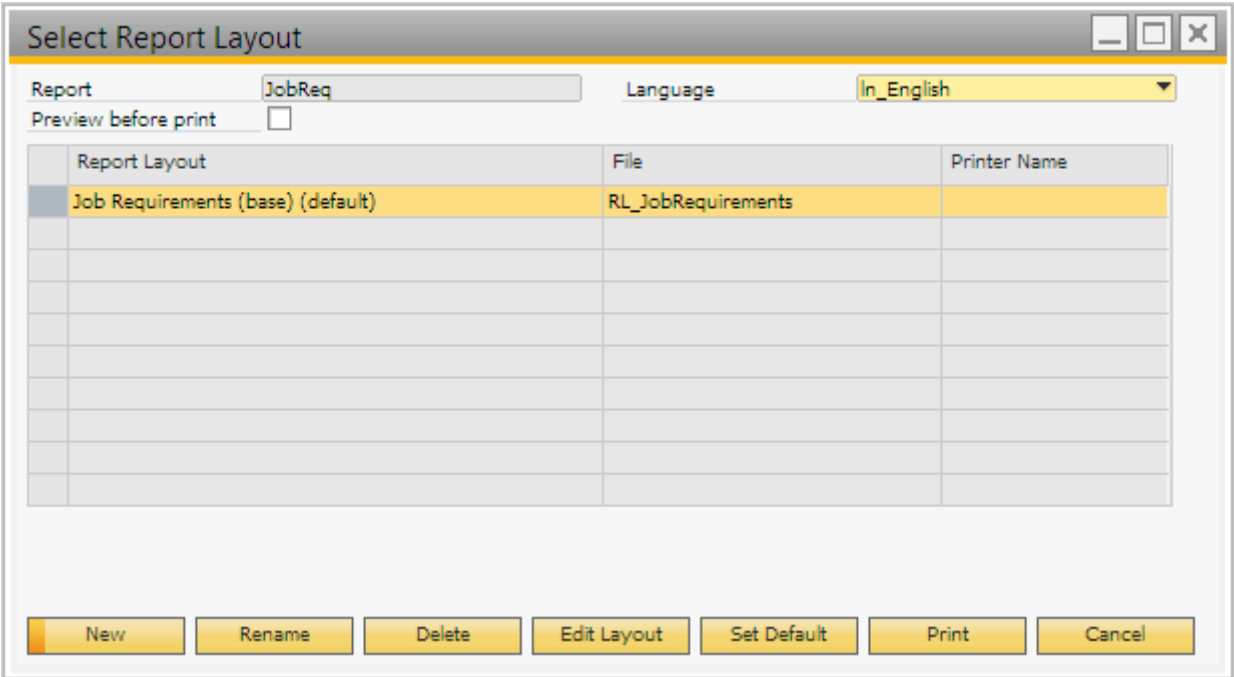 Select Report Layout
Report JobReq Language ln_English
Preview before print
Report Layout File Printer Name
Job Requirements (base) (default) RL_JobRequirements
New Rename Delete Edit Layout Set Default Print Cancel